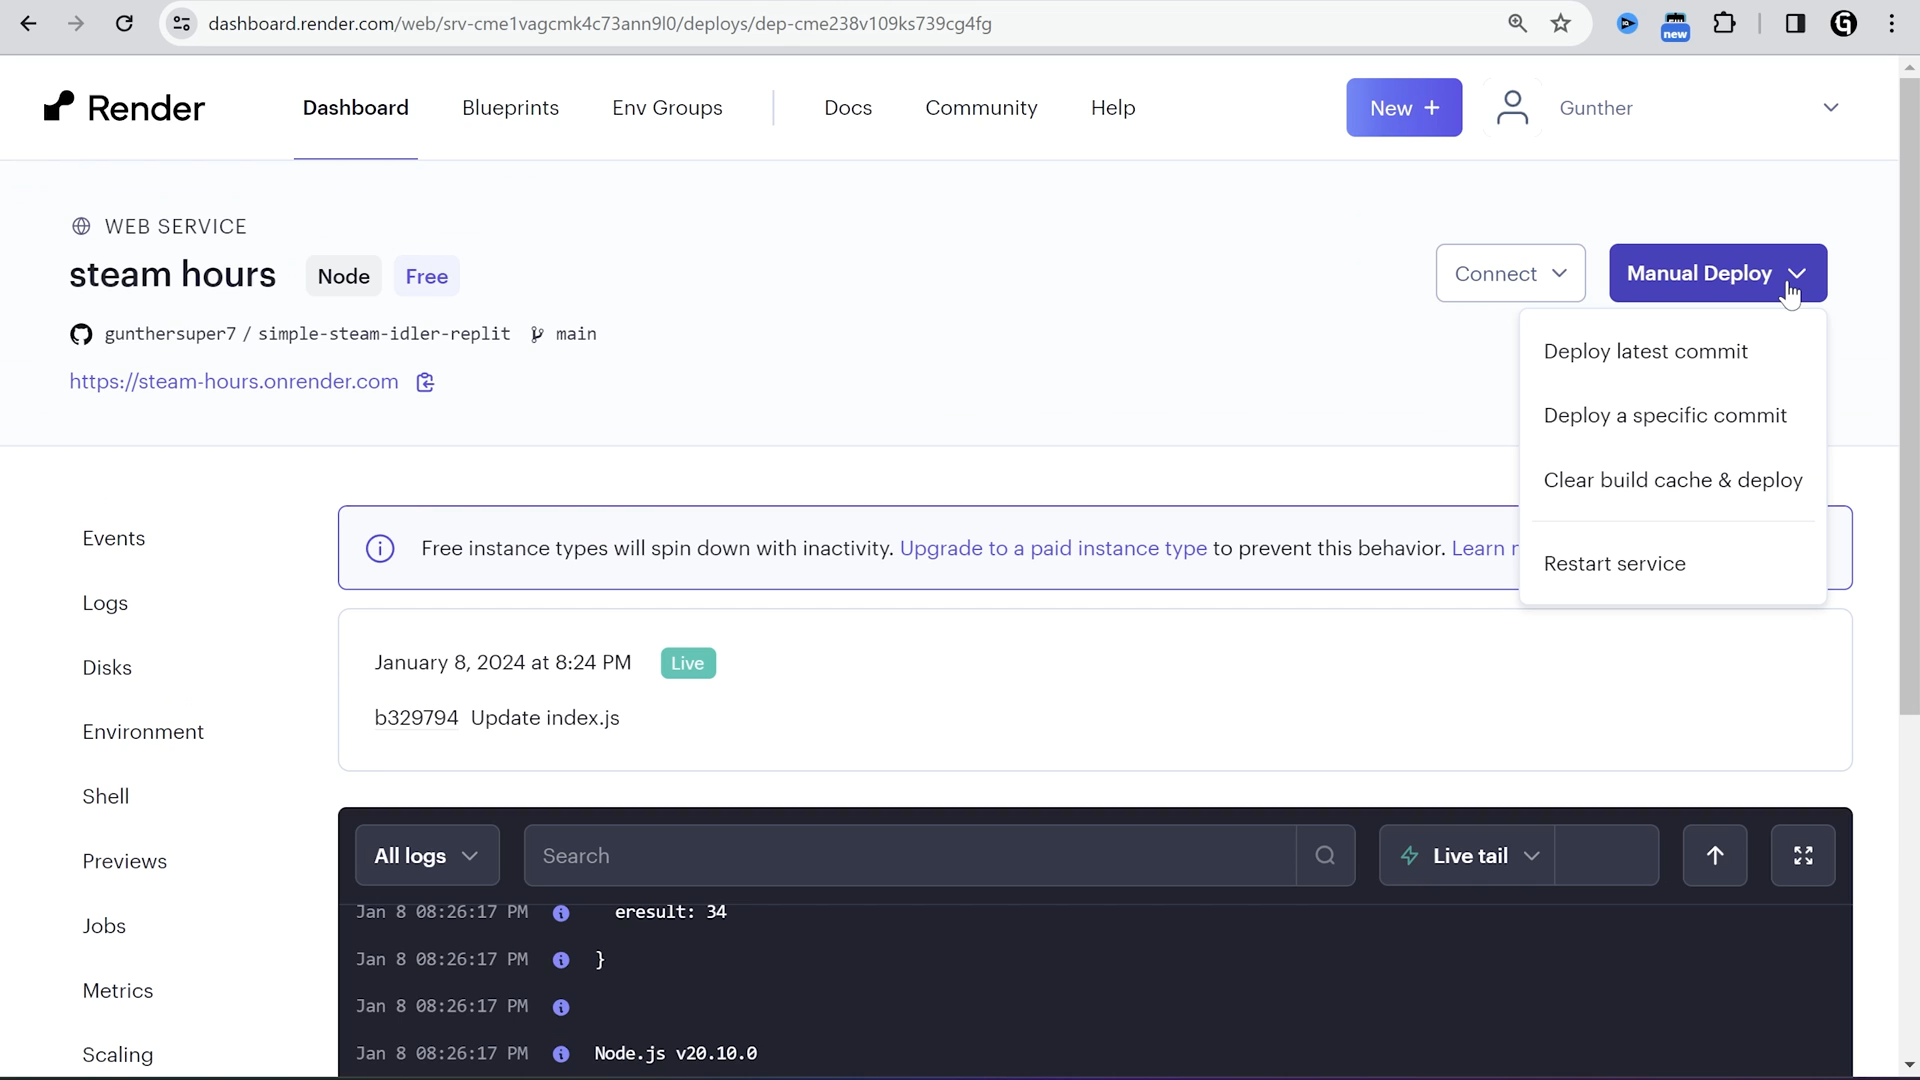 dashboard.render.com/web/srv-cme1vagcmk4c73ann9l0/deploys/dep-cme238v109ks739cg4fg
new
G
Render
Dashboard
Blueprints
Env Groups
Docs
Community
Help
New +
Gunther
WEB SERVICE
steam hours
Node
Free
Connect
Manual Deploy
gunthersuper7 / simple-steam-idler-replit
main
https://steam-hours.onrender.com
Deploy latest commit
Deploy a specific commit
Clear build cache & deploy
Restart service
Events
Logs
Disks
Environment
Shell
Previews
Jobs
Metrics
Scaling
Free instance types will spin down with inactivity. Upgrade to a paid instance type to prevent this behavior. Learn
January 8, 2024 at 8:24 PM
Live
b329794 Update index.js
All logs
Search
Live tail
Jan 8 08:26:17 PM eresult: 34
Jan 8 08:26:17 PM }
Jan 8 08:26:17 PM
Jan 8 08:26:17 PM Node.js v20.10.0